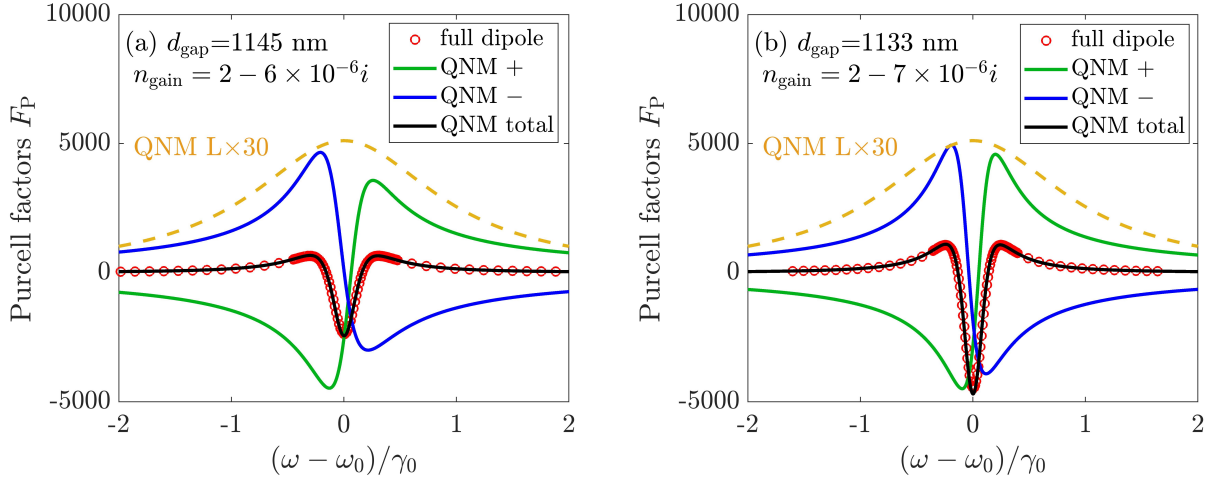 10000
5000
0
-5000
-2
-1
0
1
2
Purcell factors F_P
(ω − ω_0)/γ_0
(a) d_gap=1145 nm
n_gain = 2 − 6 × 10^−6 i
QNM L×30
full dipole
QNM +
QNM −
QNM total
10000
5000
0
-5000
-2
-1
0
1
2
Purcell factors F_P
(ω − ω_0)/γ_0
(b) d_gap=1133 nm
n_gain = 2 − 7 × 10^−6 i
QNM L×30
full dipole
QNM +
QNM −
QNM total